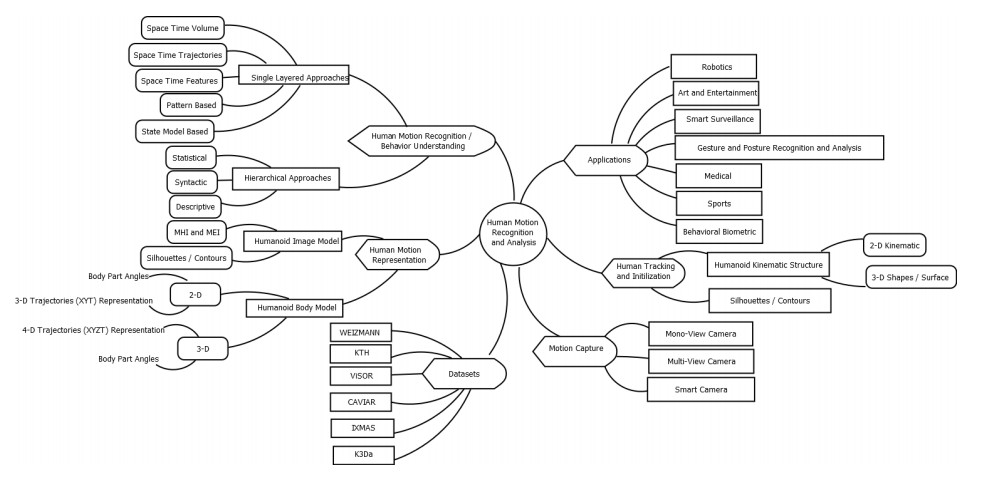 Space Time Volume
Space Time Trajectories
Space Time Features
Pattern Based
State Model Based
Single Layered Approaches
Statistical
Syntactic
Descriptive
Hierarchical Approaches
Human Motion Recognition /
Behavior Understanding
MHI and MEI
Silhouettes / Contours
Humanoid Image Model
Body Part Angles
3-D Trajectories (XYT) Representation
2-D
4-D Trajectories (XYZT) Representation
Body Part Angles
3-D
Humanoid Body Model
Human Motion
Representation
WEIZMANN
KTH
ViSOR
CAVIAR
IXMAS
K3Da
Datasets
Human Motion
Recognition
and Analysis
Applications
Robotics
Art and Entertainment
Smart Surveillance
Gesture and Posture Recognition and Analysis
Medical
Sports
Behavioral Biometric
Human Tracking
and Initilization
Humanoid Kinematic Structure
2-D Kinematic
3-D Shapes / Surface
Silhouettes / Contours
Motion Capture
Mono-View Camera
Multi-View Camera
Smart Camera